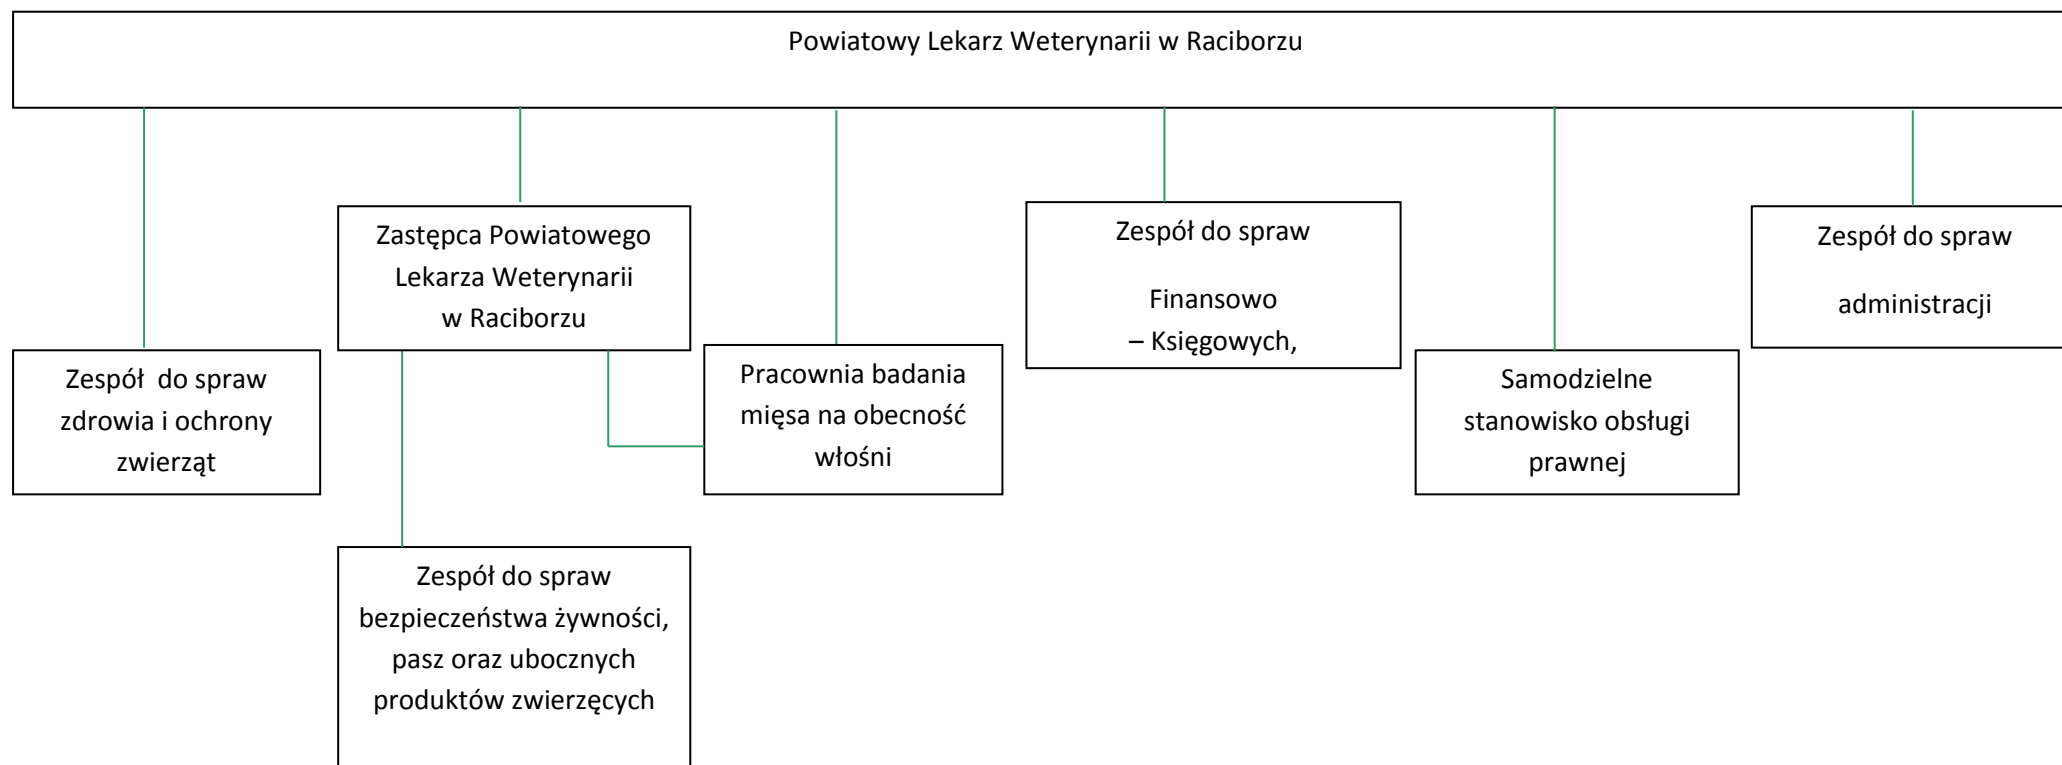 Powiatowy Lekarz Weterynarii w Raciborzu
Zastępca Powiatowego
Lekarza Weterynarii
w Raciborzu
Zespół do spraw
Finansowo
– Księgowych,
Zespół do spraw
administracji
Zespół do spraw
zdrowia i ochrony
zwierząt
Pracownia badania
mięsa na obecność
włośni
Samodzielne
stanowisko obsługi
prawnej
Zespół do spraw
bezpieczeństwa żywności,
pasz oraz ubocznych
produktów zwierzęcych